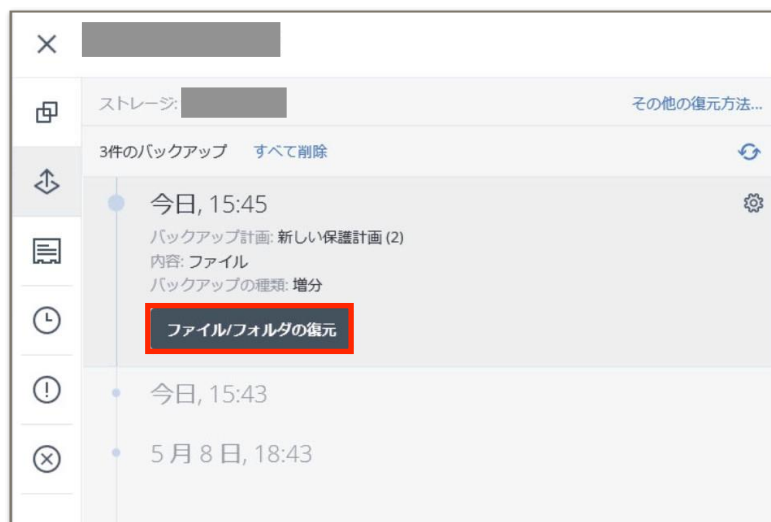 ストレージ:
その他の復元方法...
3件のバックアップ すべて削除
今日, 15:45
バックアップ計画: 新しい保護計画 (2)
内容: ファイル
バックアップの種類: 増分
ファイル/フォルダの復元
今日, 15:43
5 月 8 日, 18:43